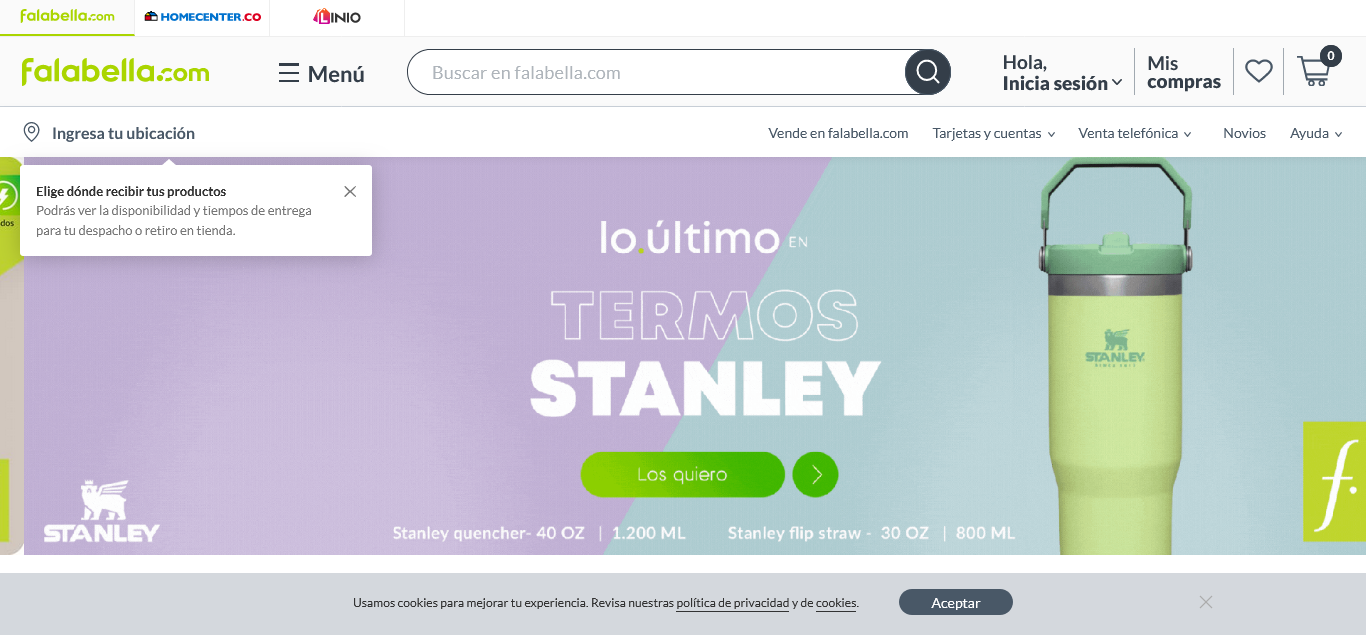 falabella.com
HOMECENTER.CO
LINIO
falabella.com
Menú
Buscar en falabella.com
Hola,
Inicia sesión
Mis
compras
0
Ingresa tu ubicación
Vende en falabella.com
Tarjetas y cuentas
Venta telefónica
Novios
Ayuda
Elige dónde recibir tus productos
Podrás ver la disponibilidad y tiempos de entrega
para tu despacho o retiro en tienda.
dos
lo.último EN
TERMOS
STANLEY
STANLEY
SINCE 1913
Los quiero
f.
STANLEY
Stanley quencher- 40 OZ | 1.200 ML
Stanley flip straw - 30 OZ | 800 ML
Usamos cookies para mejorar tu experiencia. Revisa nuestras política de privacidad y de cookies.
Aceptar